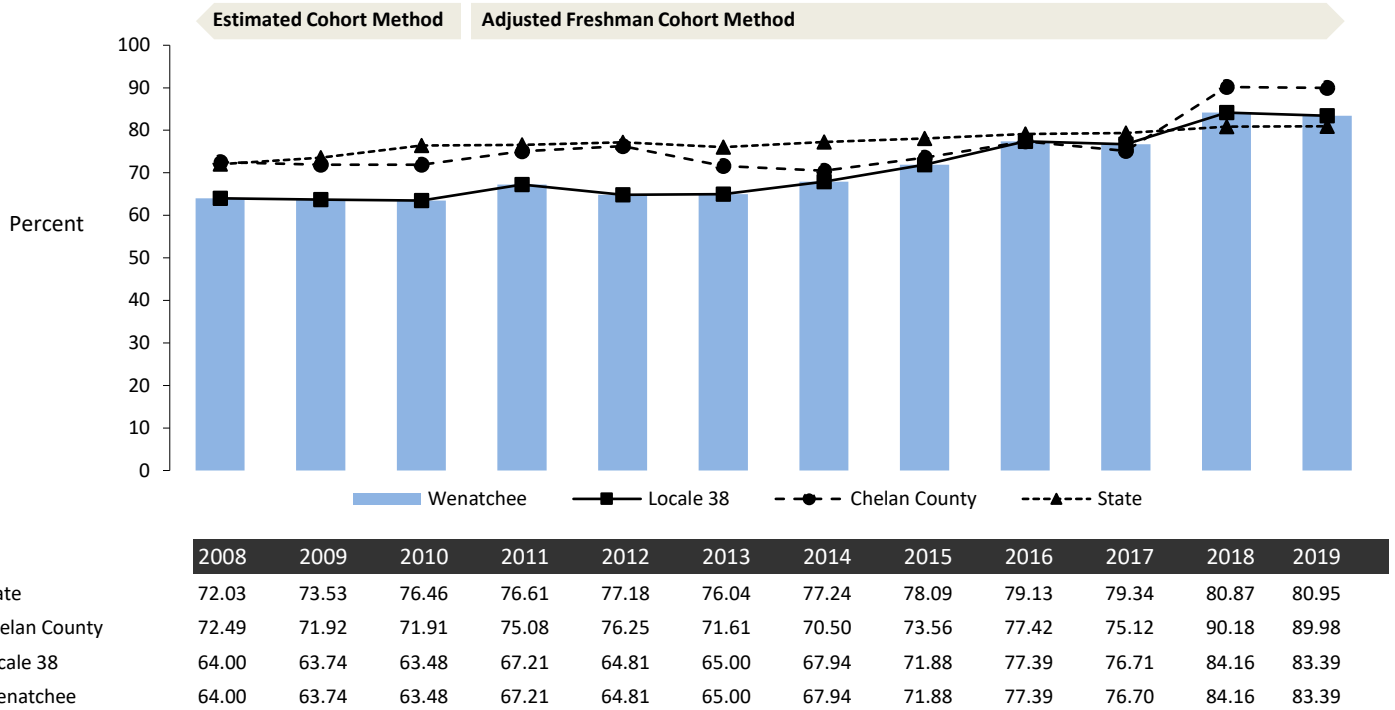 Estimated Cohort Method Adjusted Freshman Cohort Method
100
90
80
70
60
50
40
30
20
10
0
Percent
Wenatchee Locale 38 Chelan County State
2008 2009 2010 2011 2012 2013 2014 2015 2016 2017 2018 2019
ate 72.03 73.53 76.46 76.61 77.18 76.04 77.24 78.09 79.13 79.34 80.87 80.95
elan County 72.49 71.92 71.91 75.08 76.25 71.61 70.50 73.56 77.42 75.12 90.18 89.98
cale 38 64.00 63.74 63.48 67.21 64.81 65.00 67.94 71.88 77.39 76.71 84.16 83.39
enatchee 64.00 63.74 63.48 67.21 64.81 65.00 67.94 71.88 77.39 76.70 84.16 83.39